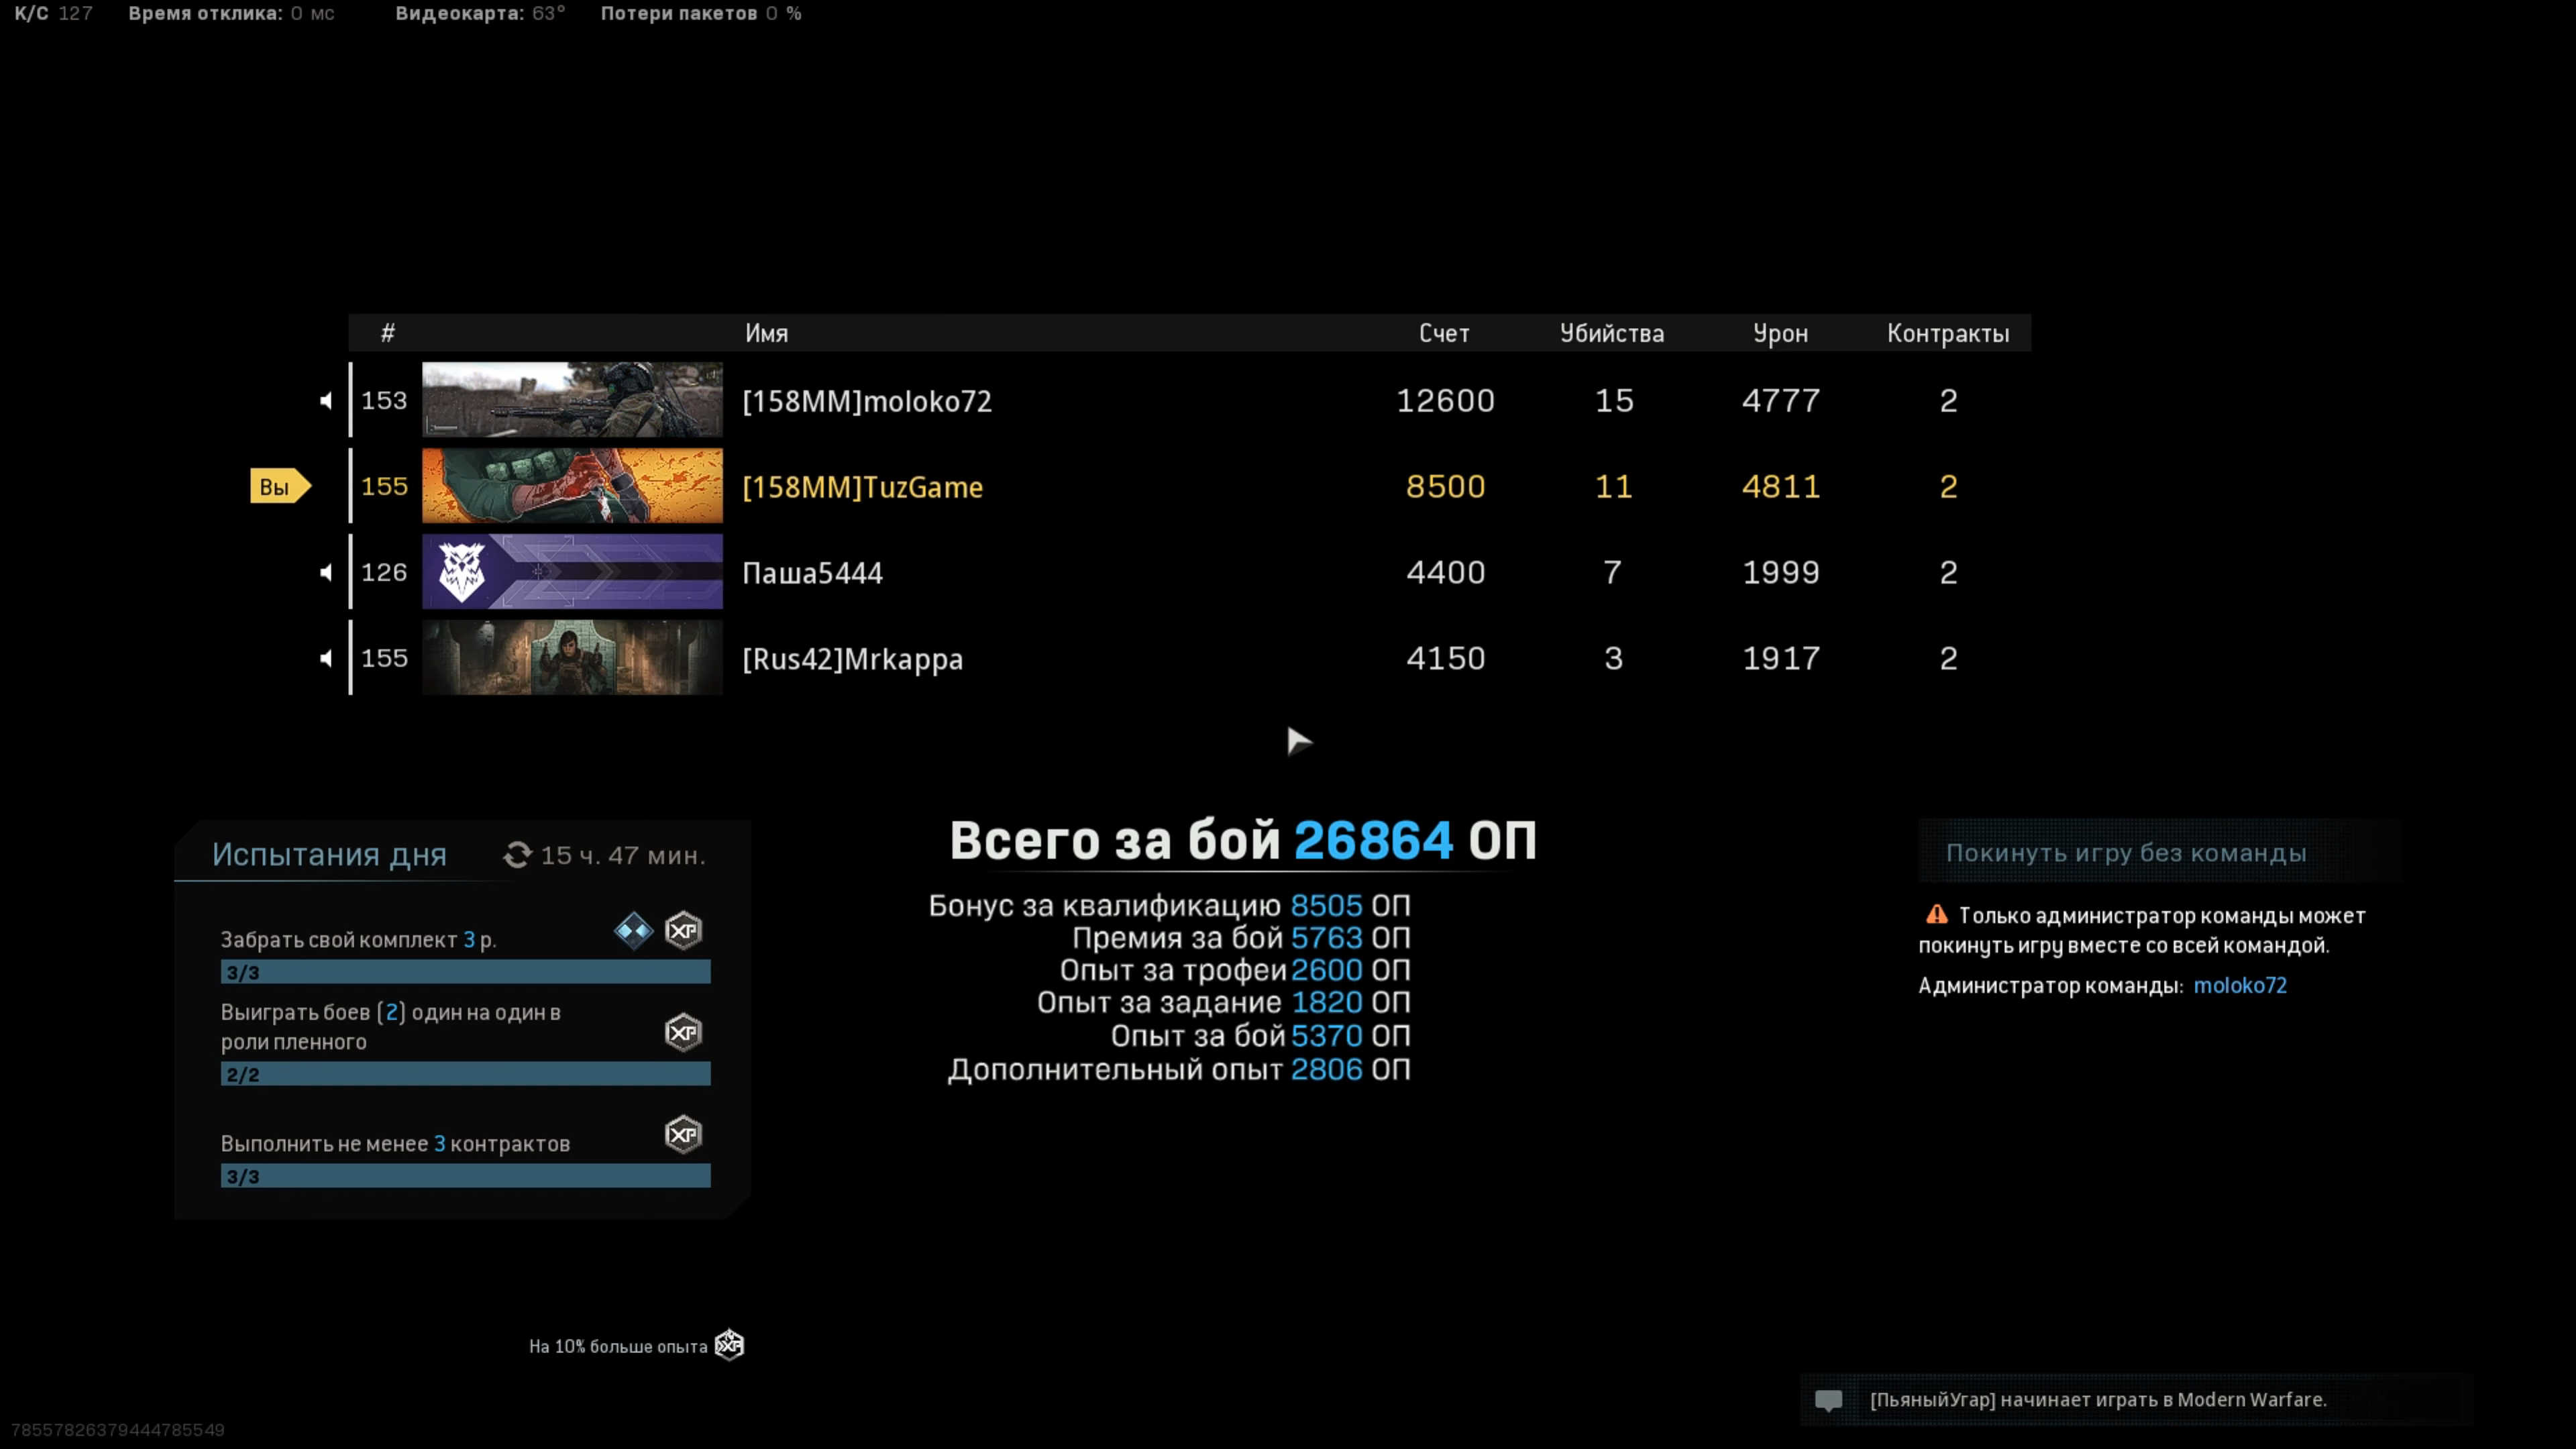 K/C 127 Время отклика: 0 мс Видеокарта: 63° Потери пакетов 0 %
# Имя Счет Убийства Урон Контракты
153 [158MM]moloko72 12600 15 4777 2
Вы 155 [158MM]TuzGame 8500 11 4811 2
126 Паша5444 4400 7 1999 2
155 [Rus42]Mrkappa 4150 3 1917 2
Испытания дня 15 ч. 47 мин.
Забрать свой комплект 3 р.
XP
3/3
Выиграть боев (2) один на один в
роли пленного
XP
2/2
Выполнить не менее 3 контрактов
XP
3/3
На 10% больше опыта
Всего за бой 26864 ОП
Бонус за квалификацию 8505 ОП
Премия за бой 5763 ОП
Опыт за трофеи 2600 ОП
Опыт за задание 1820 ОП
Опыт за бой 5370 ОП
Дополнительный опыт 2806 ОП
Покинуть игру без команды
Только администратор команды может
покинуть игру вместе со всей командой.
Администратор команды: moloko72
[ПьяныйУгар] начинает играть в Modern Warfare.
78557826379444785549